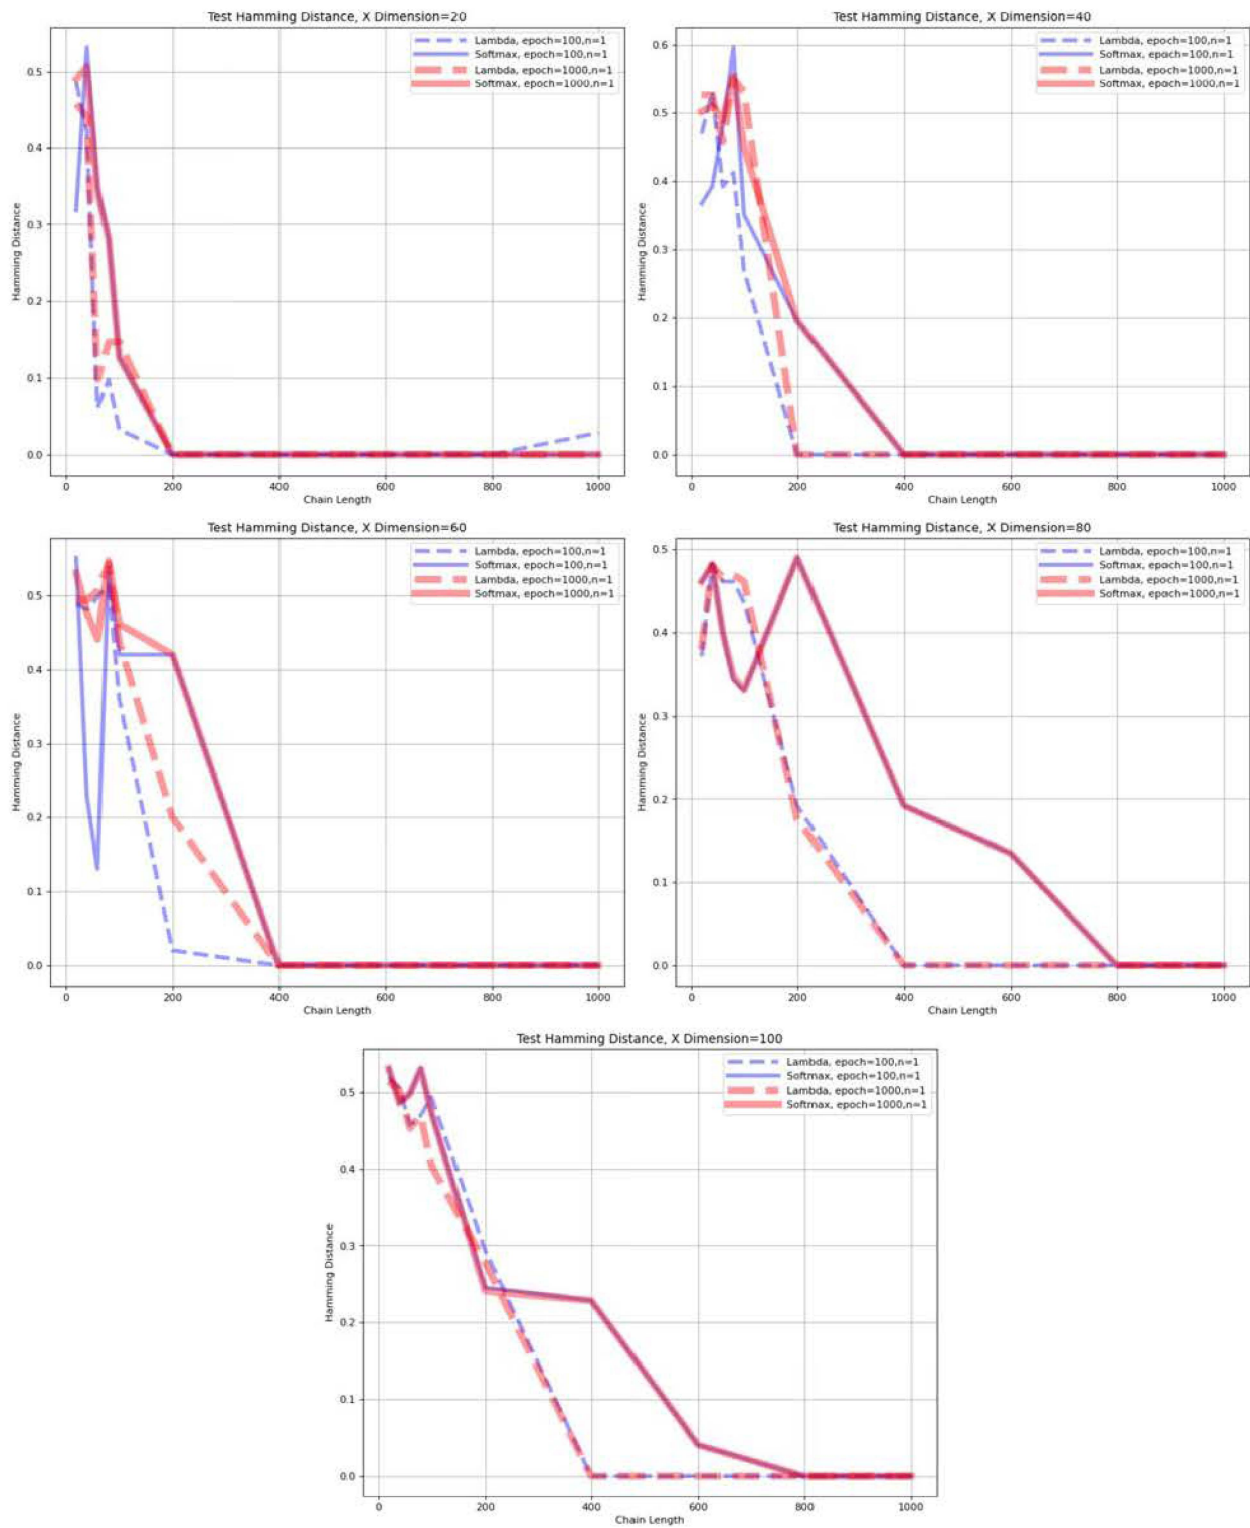 Test Hamming Distance, X Dimension=20
Lambda, epoch=100,n=1
Softmax, epoch=100,n=1
Lambda, epoch=1000,n=1
Softmax, epoch=1000,n=1
0.5
0.4
0.3
0.2
0.1
0.0
Hamming Distance
0 200 400 600 800 1000
Chain Length
Test Hamming Distance, X Dimension=40
Lambda, epoch=100,n=1
Softmax, epoch=100,n=1
Lambda, epoch=1000,n=1
Softmax, epoch=1000,n=1
0.6
0.5
0.4
0.3
0.2
0.1
0.0
Hamming Distance
0 200 400 600 800 1000
Chain Length
Test Hamming Distance, X Dimension=60
Lambda, epoch=100,n=1
Softmax, epoch=100,n=1
Lambda, epoch=1000,n=1
Softmax, epoch=1000,n=1
0.5
0.4
0.3
0.2
0.1
0.0
Hamming Distance
0 200 400 600 800 1000
Chain Length
Test Hamming Distance, X Dimension=80
Lambda, epoch=100,n=1
Softmax, epoch=100,n=1
Lambda, epoch=1000,n=1
Softmax, epoch=1000,n=1
0.5
0.4
0.3
0.2
0.1
0.0
Hamming Distance
0 200 400 600 800 1000
Chain Length
Test Hamming Distance, X Dimension=100
Lambda, epoch=100,n=1
Softmax, epoch=100,n=1
Lambda, epoch=1000,n=1
Softmax, epoch=1000,n=1
0.5
0.4
0.3
0.2
0.1
0.0
Hamming Distance
0 200 400 600 800 1000
Chain Length